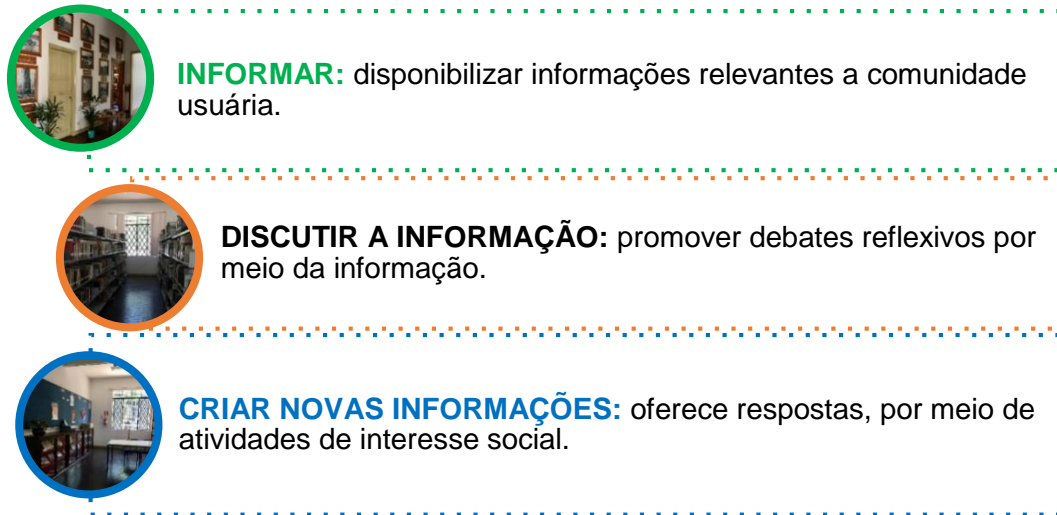 INFORMAR: disponibilizar informações relevantes a comunidade
usuária.
DISCUTIR A INFORMAÇÃO: promover debates reflexivos por
meio da informação.
CRIAR NOVAS INFORMAÇÕES: oferece respostas, por meio de
atividades de interesse social.